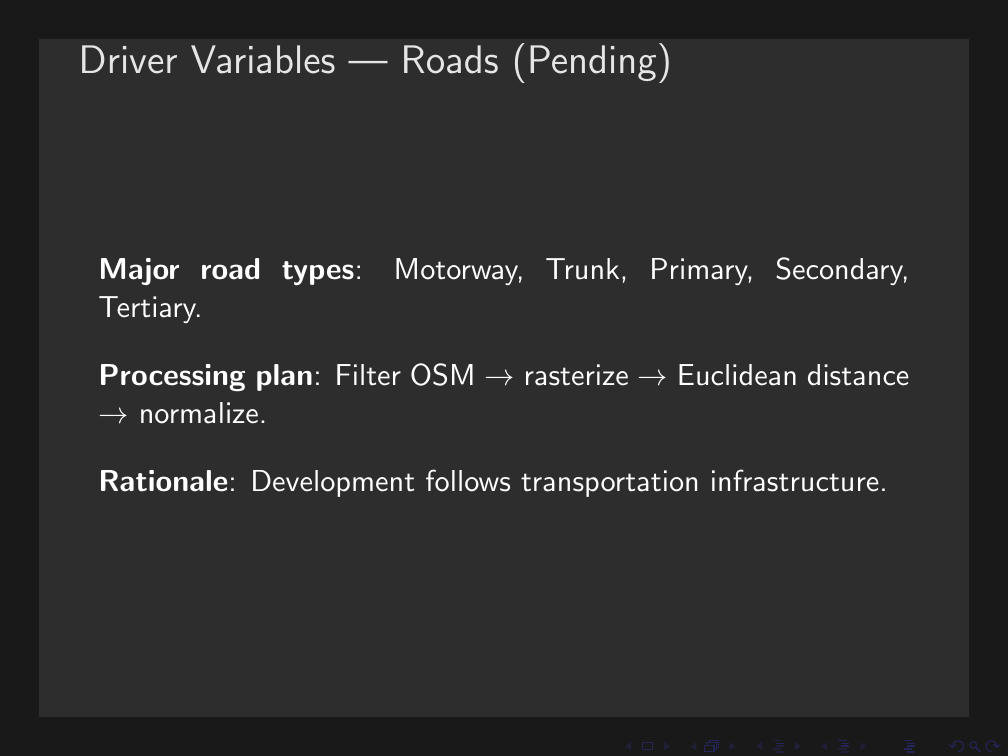 Driver Variables — Roads (Pending)
Major road types: Motorway, Trunk, Primary, Secondary,
Tertiary.
Processing plan: Filter OSM → rasterize → Euclidean distance
→ normalize.
Rationale: Development follows transportation infrastructure.